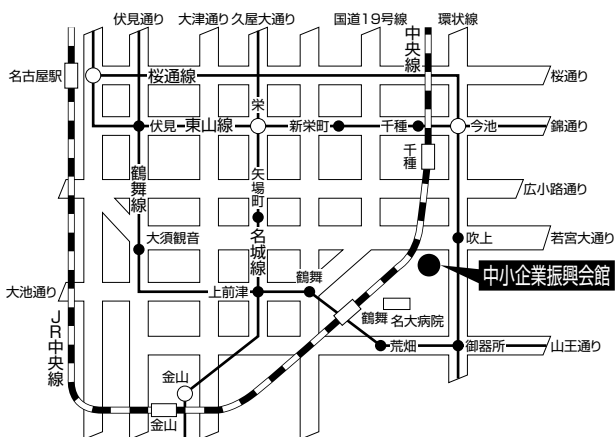 伏見通り
大津通り
久屋大通り
国道19号線
環状線
中央線
名古屋駅
桜通線
桜通り
栄
伏見
東山線
新栄町
千種
今池
錦通り
千種
鶴舞線
矢場町
広小路通り
大須観音
名城線
吹上
若宮大通り
中小企業振興会館
鶴舞
大池通り
上前津
鶴舞
名大病院
JR中央線
荒畑
御器所
山王通り
金山
金山